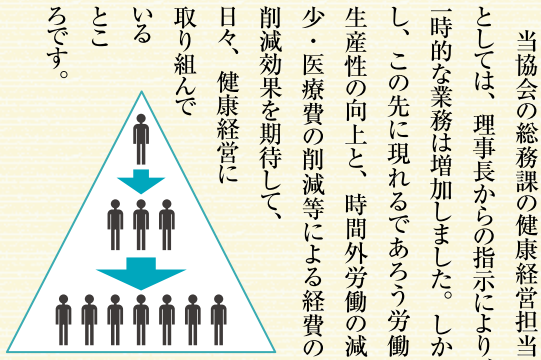 当協会の総務課の健康経営担当
としては、理事長からの指示により
一時的な業務は増加しました。しか
し、この先に現れるであろう労働
生産性の向上と、時間外労働の減
少・医療費の削減等による経費の
削減効果を期待して、
日々、健康経営に
取り組んで
いる
とこ
ろです。